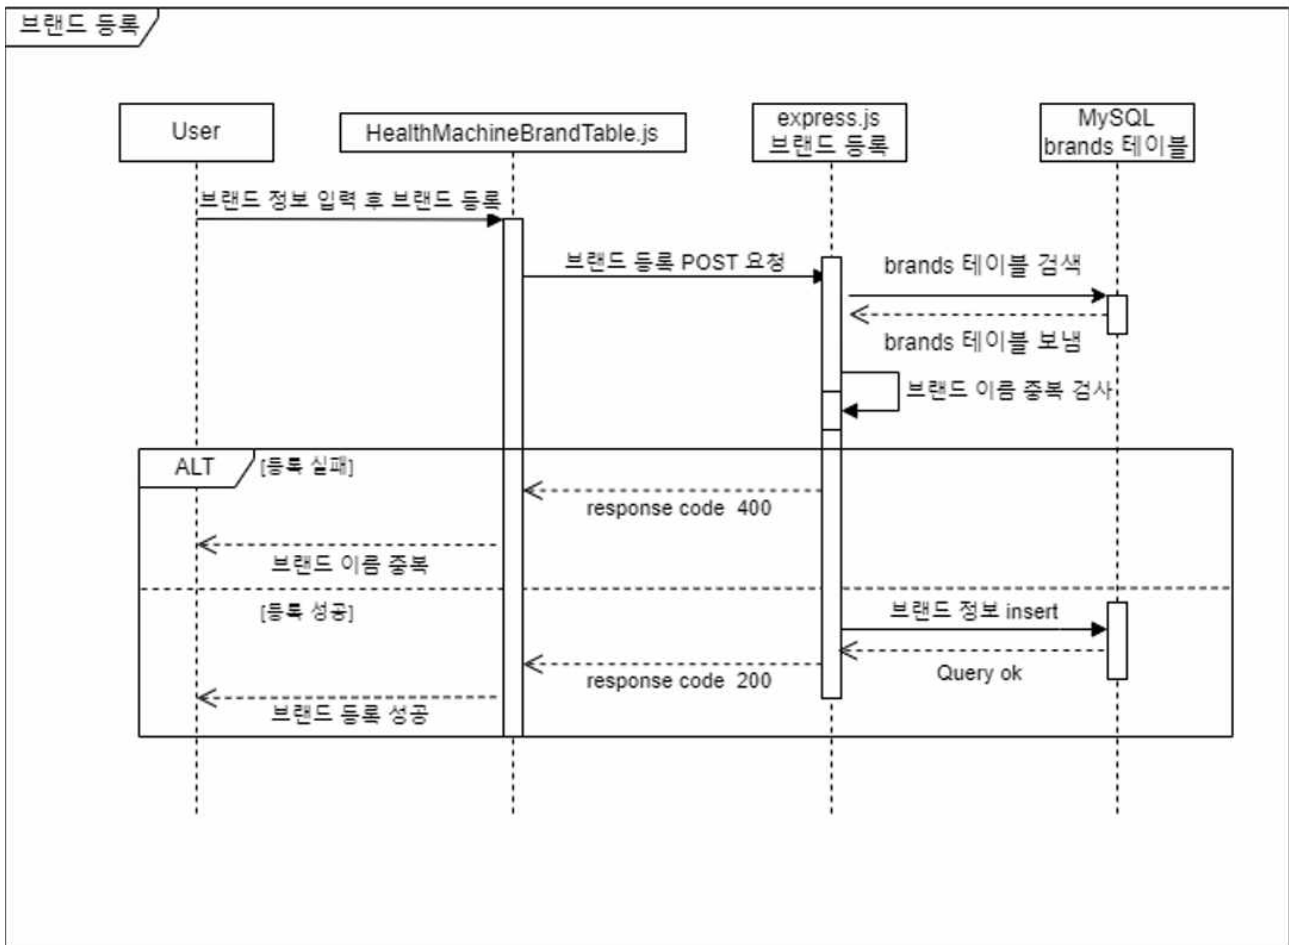 브랜드 등록
User
HealthMachineBrandTable.js
express.js
브랜드 등록
MySQL
brands 테이블
브랜드 정보 입력 후 브랜드 등록
브랜드 등록 POST 요청
brands 테이블 검색
brands 테이블 보냄
브랜드 이름 중복 검사
ALT
[등록 실패]
response code 400
브랜드 이름 중복
[등록 성공]
브랜드 정보 insert
Query ok
response code 200
브랜드 등록 성공